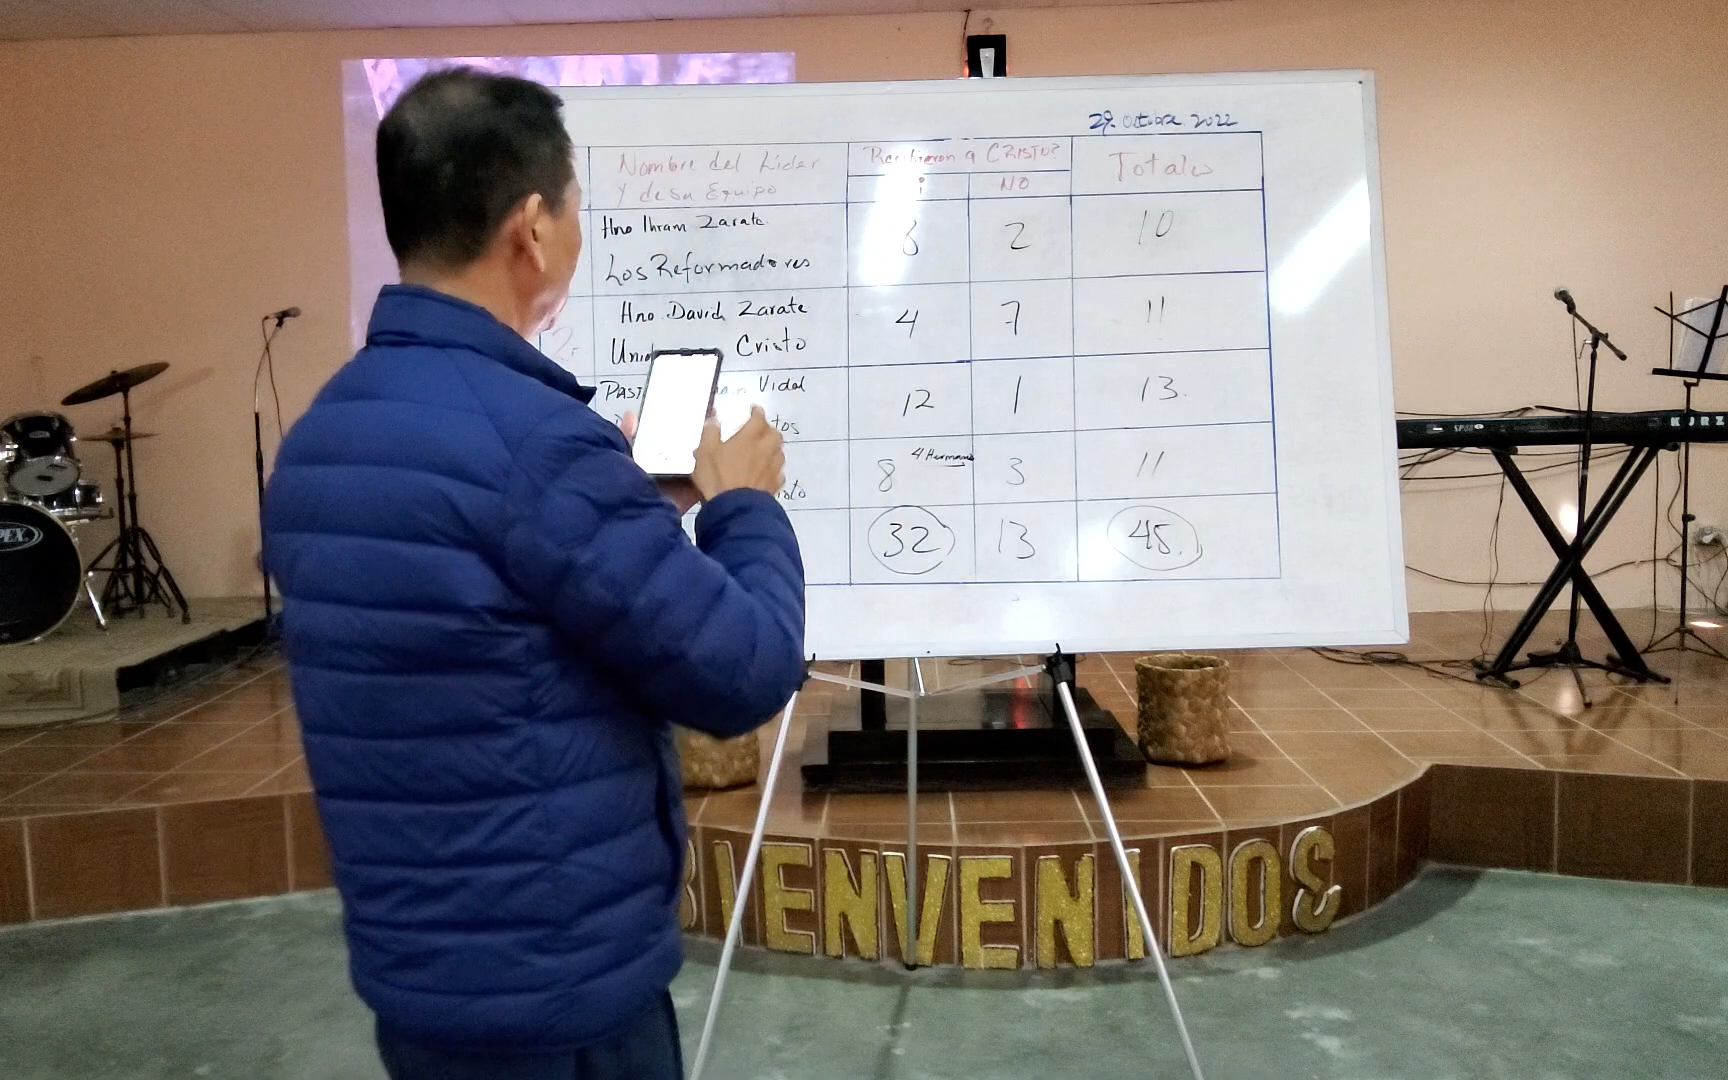 29. Octubre. 2022
Nombre del Líder
Y de su Equipo
Recibieron a CRISTO?
NO
Totales
Hno Ihram Zarate
Los Reformadores
2
10
2.-
Hno. David Zarate
Cristo
4
7
11
Vidal
12
1
13.
8
4 Hermanos
3
11
32
13
45.
BIENVENIDOS
KURZ